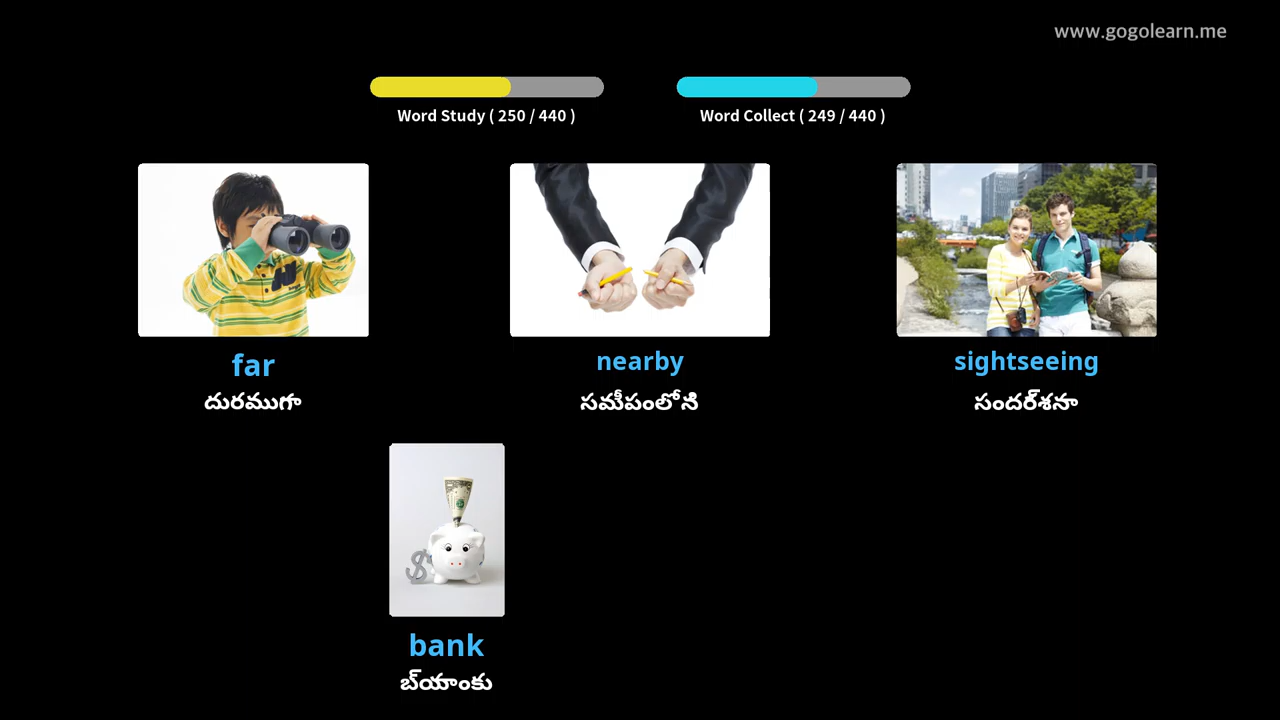 www.gogolearn.me
Word Study ( 250 / 440 )
Word Collect ( 249 / 440 )
far
nearby
sightseeing
దురముగా
సమీపంలోని
సందర్శనా
bank
బ్యాంకు